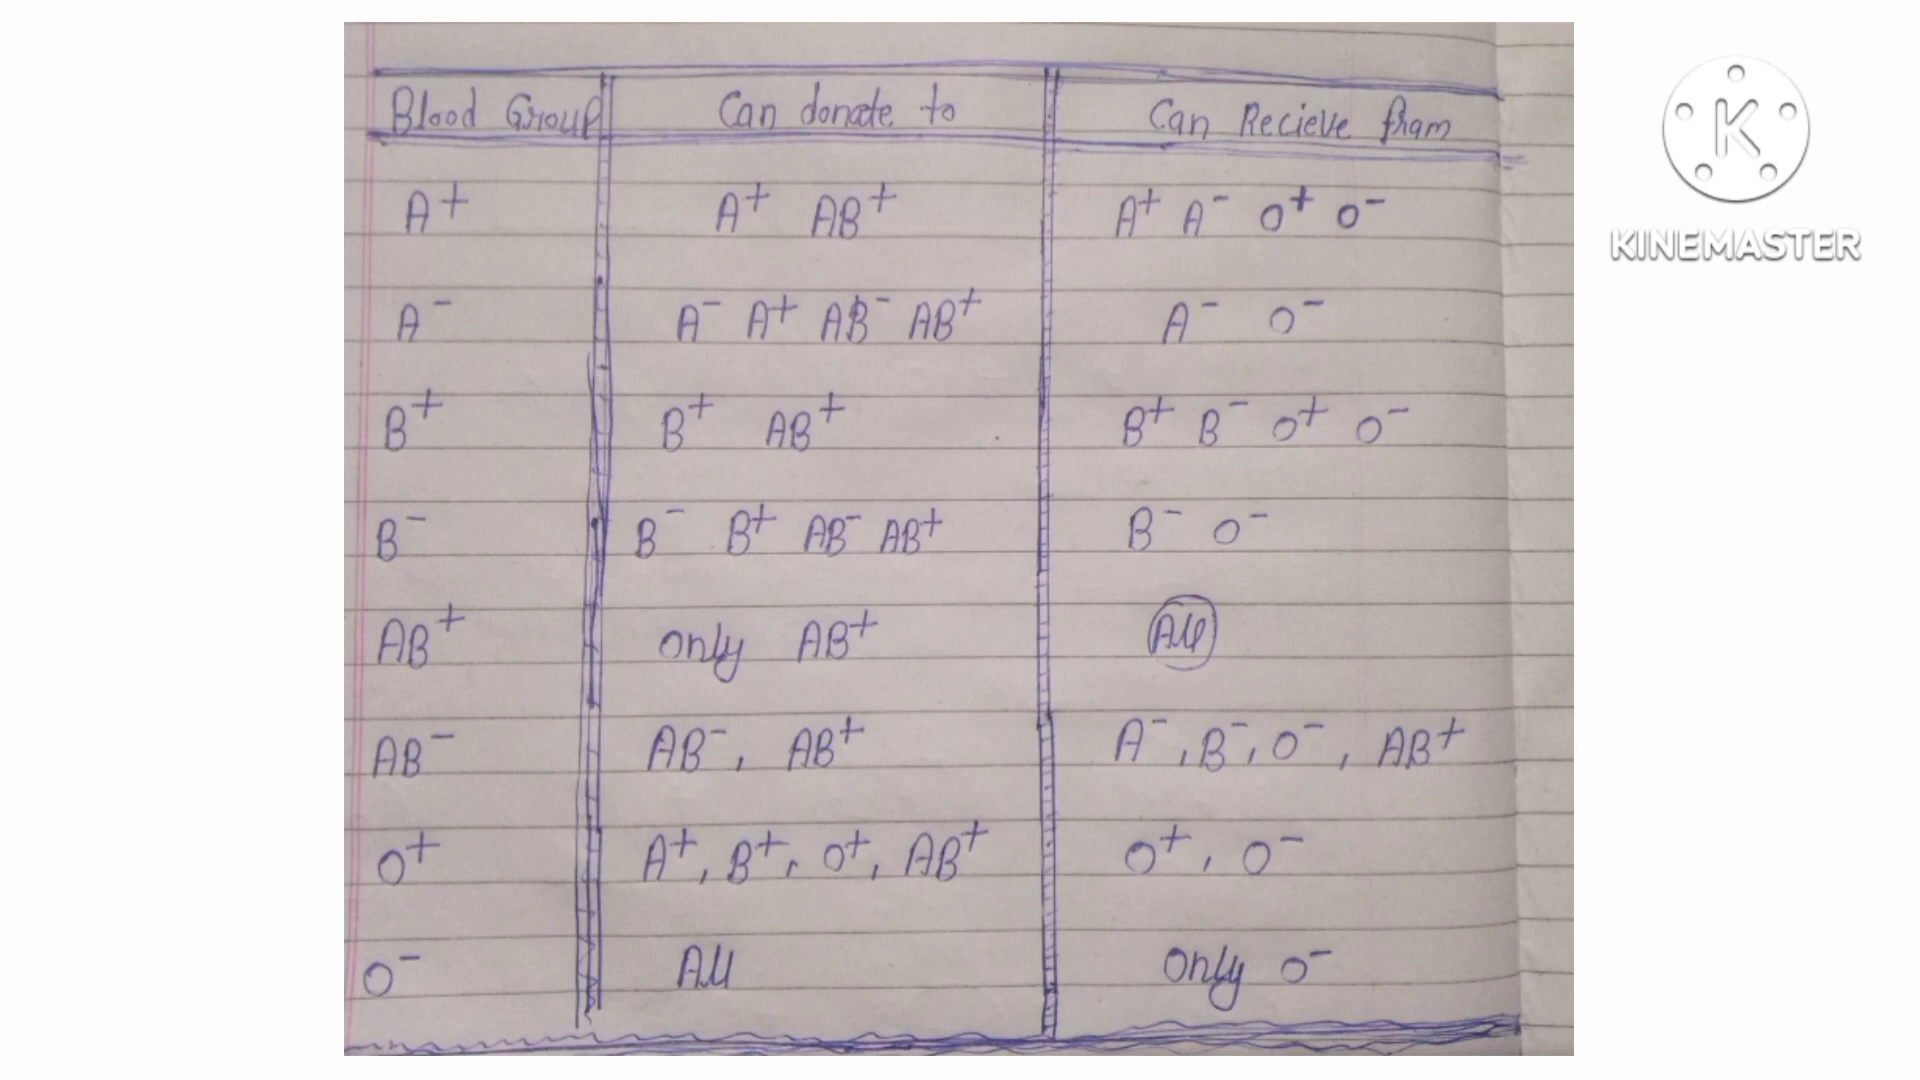 Blood Group Can donate to Can Recieve fram
A+ A+ AB+ A+ A- O+ O-
A- A- A+ AB- AB+ A- O-
B+ B+ AB+ B+ B- O+ O-
B- B- B+ AB- AB+ B- O-
AB+ only AB+ All
AB- AB-, AB+ A-, B-, O-, AB+
O+ A+, B+, O+, AB+ O+, O-
O- All only O-
K
KINEMASTER